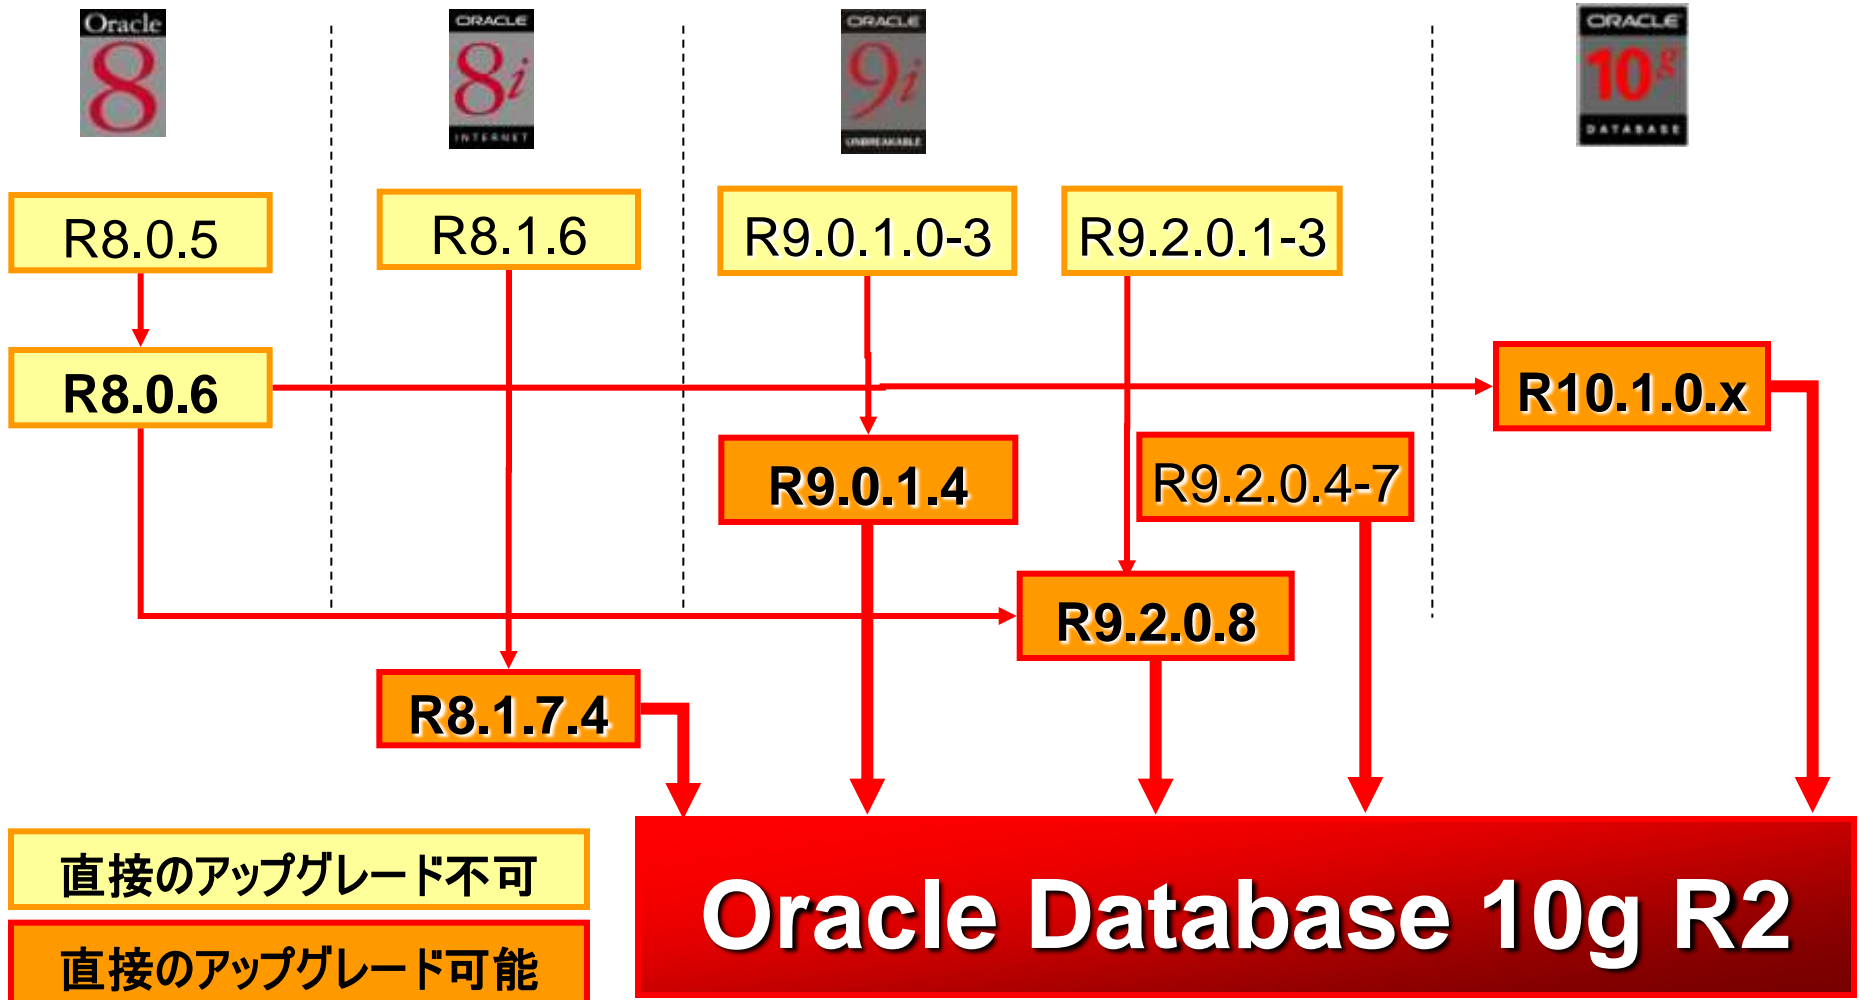 Oracle
8
ORACLE
8i
INTERNET
ORACLE
9i
UNBREAKABLE
ORACLE
10g
DATABASE
R8.0.5
R8.1.6
R9.0.1.0-3
R9.2.0.1-3
R8.0.6
R10.1.0.x
R9.0.1.4
R9.2.0.4-7
R9.2.0.8
R8.1.7.4
直接のアップグレード不可
直接のアップグレード可能
Oracle Database 10g R2